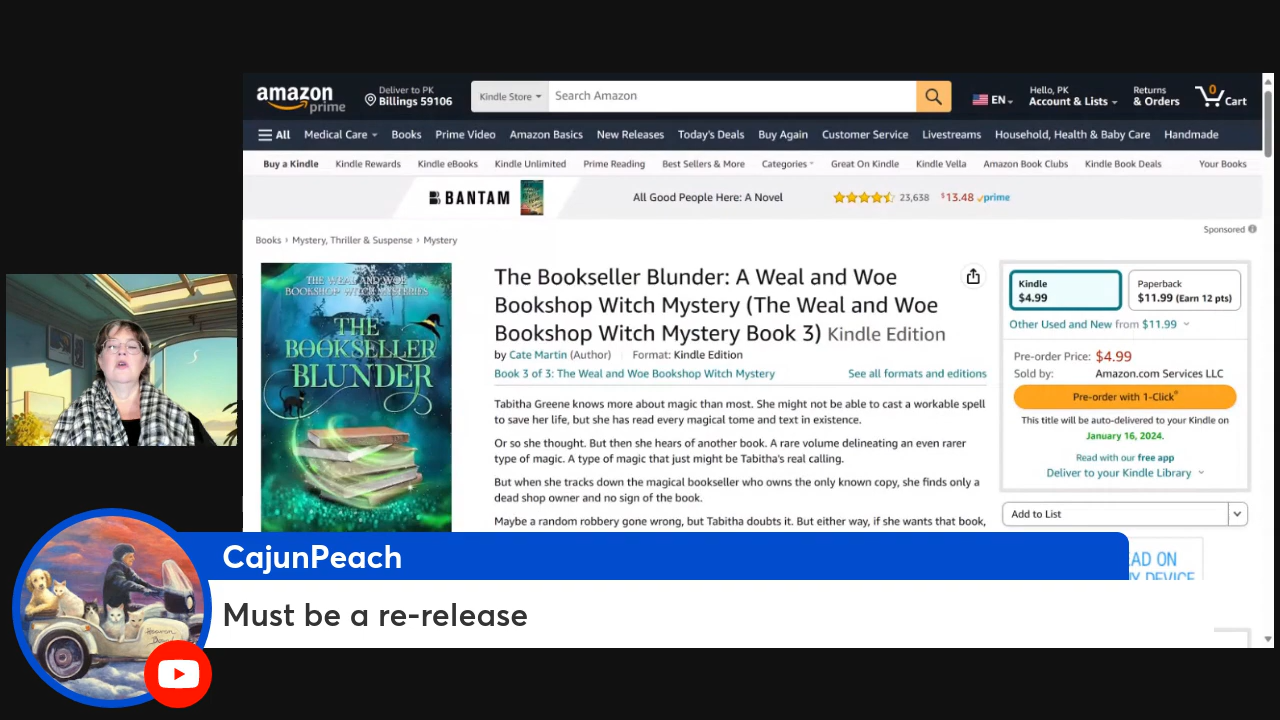 amazon
prime
Deliver to PK
Billings 59106
Kindle Store
Search Amazon
EN
Hello, PK
Account & Lists
Returns
& Orders
0
Cart
All Medical Care Books Prime Video Amazon Basics New Releases Today's Deals Buy Again Customer Service Livestreams Household, Health & Baby Care Handmade
Buy a Kindle Kindle Rewards Kindle eBooks Kindle Unlimited Prime Reading Best Sellers & More Categories Great On Kindle Kindle Vella Amazon Book Clubs Kindle Book Deals Your Books
BANTAM All Good People Here: A Novel 23,638 $13.48 prime
Sponsored
Books › Mystery, Thriller & Suspense › Mystery
THE WEAL AND WOE
BOOKSHOP WITCH MYSTERIES
THE
BOOKSELLER
BLUNDER
The Bookseller Blunder: A Weal and Woe
Bookshop Witch Mystery (The Weal and Woe
Bookshop Witch Mystery Book 3) Kindle Edition
by Cate Martin (Author) Format: Kindle Edition
Book 3 of 3: The Weal and Woe Bookshop Witch Mystery See all formats and editions
Tabitha Greene knows more about magic than most. She might not be able to cast a workable spell
to save her life, but she has read every magical tome and text in existence.
Or so she thought. But then she hears of another book. A rare volume delineating an even rarer
type of magic. A type of magic that just might be Tabitha's real calling.
But when she tracks down the magical bookseller who owns the only known copy, she finds only a
dead shop owner and no sign of the book.
Maybe a random robbery gone wrong, but Tabitha doubts it. But either way, if she wants that book,
Kindle
$4.99
Paperback
$11.99 (Earn 12 pts)
Other Used and New from $11.99
Pre-order Price: $4.99
Sold by: Amazon.com Services LLC
Pre-order with 1-Click®
This title will be auto-delivered to your Kindle on
January 16, 2024.
Read with our free app
Deliver to your Kindle Library
Add to List
EAD ON
Y DEVICE
CajunPeach
Must be a re-release